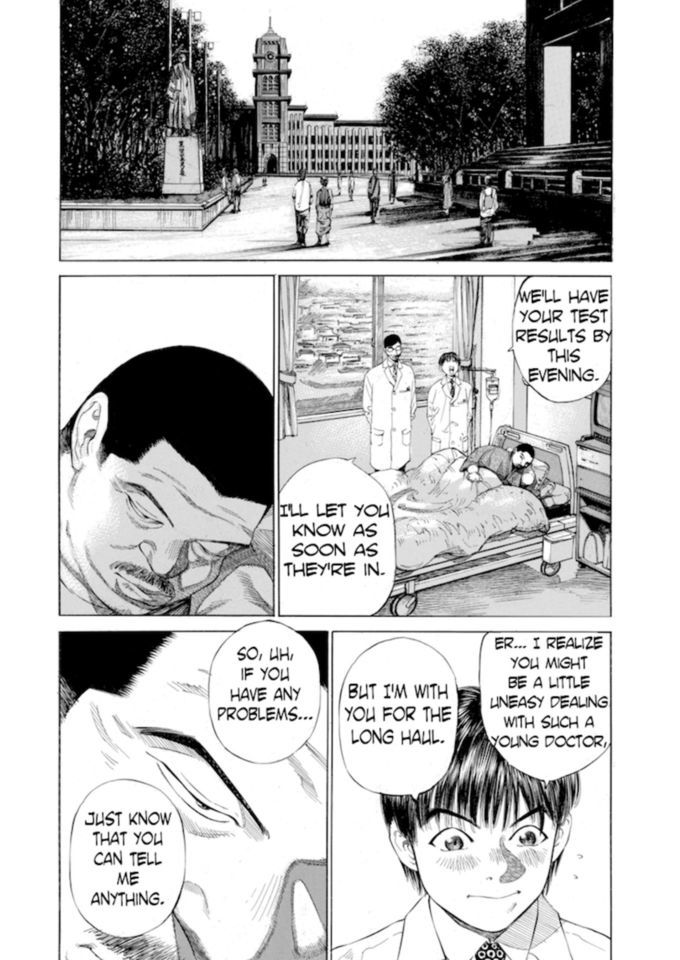 WE'LL HAVE
YOUR TEST
RESULTS BY
THIS
EVENING.
I'LL LET YOU
KNOW AS
SOON AS
THEY'RE IN.
ER... I REALIZE
YOU MIGHT
BE A LITTLE
UNEASY DEALING
WITH SUCH A
YOUNG DOCTOR,
BUT I'M WITH
YOU FOR THE
LONG HAUL.
SO, UH,
IF YOU
HAVE ANY
PROBLEMS...
JUST KNOW
THAT YOU
CAN TELL
ME
ANYTHING.